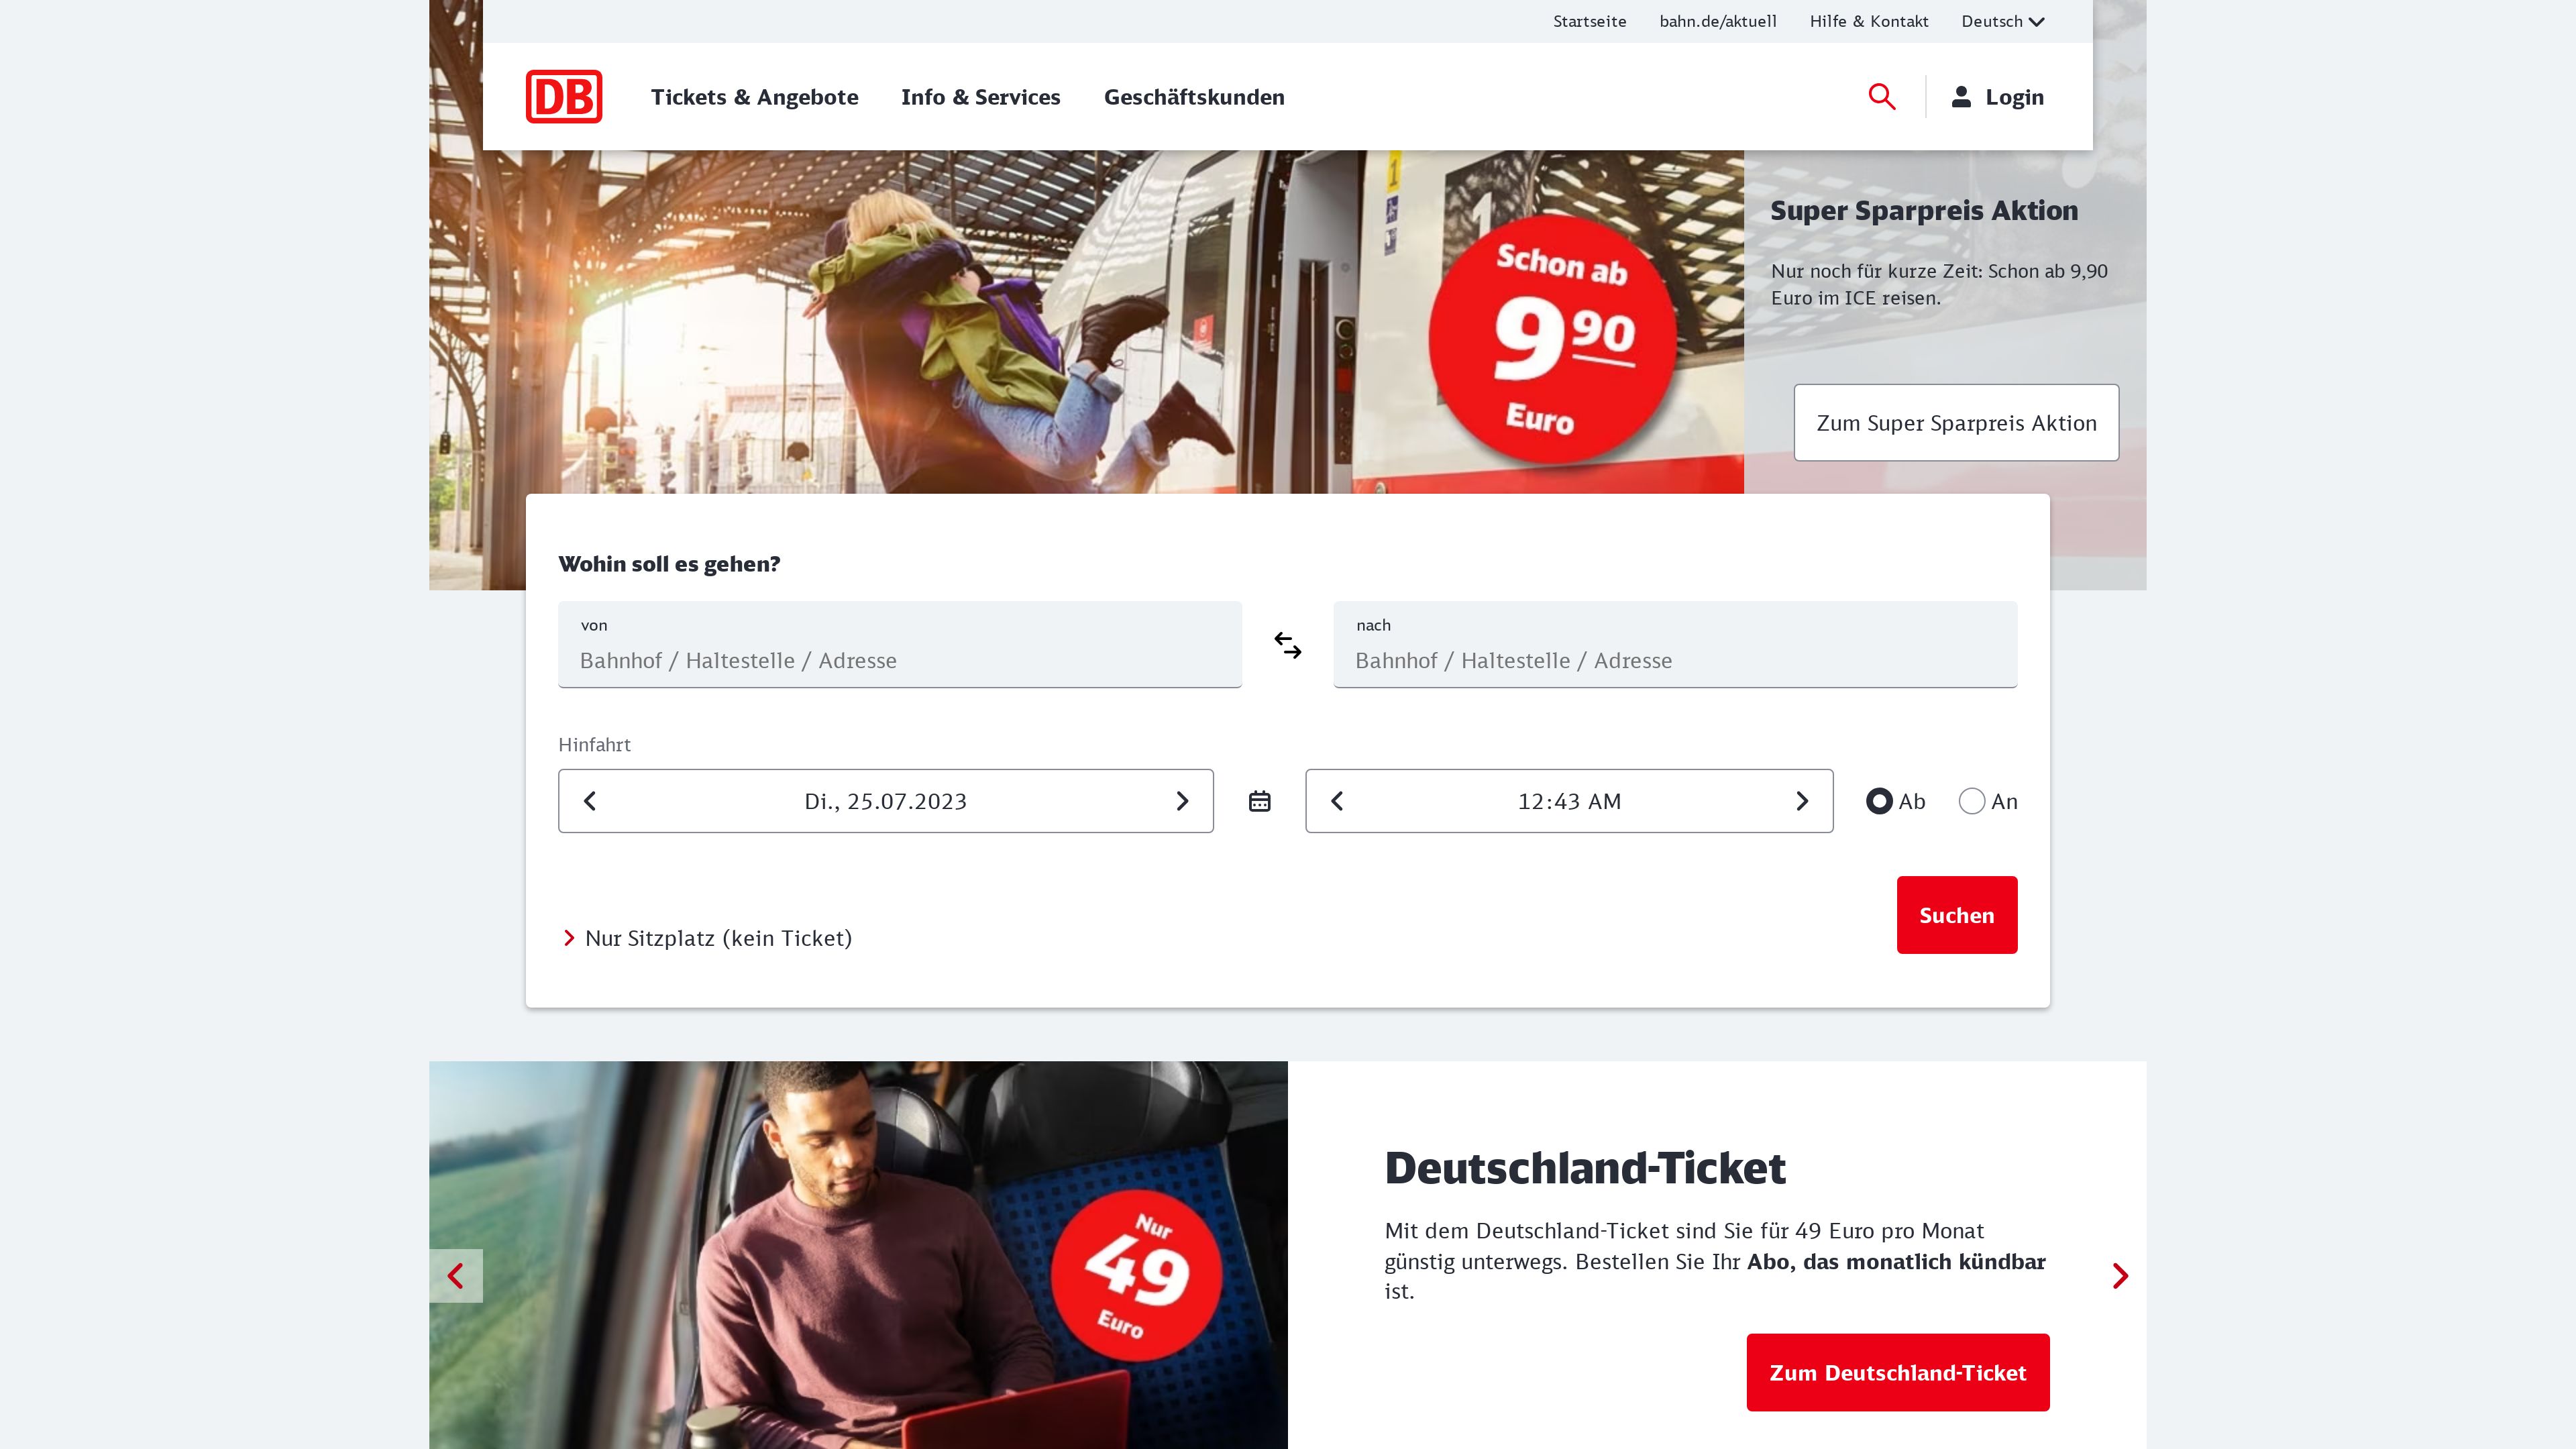 Startseite
bahn.de/aktuell
Hilfe & Kontakt
Deutsch
DB
Tickets & Angebote
Info & Services
Geschäftskunden
Login
1
1
Schon ab
9 90
Euro
Super Sparpreis Aktion
Nur noch für kurze Zeit: Schon ab 9,90
Euro im ICE reisen.
Zum Super Sparpreis Aktion
Wohin soll es gehen?
von
Bahnhof / Haltestelle / Adresse
nach
Bahnhof / Haltestelle / Adresse
Hinfahrt
Di., 25.07.2023
12:43 AM
Ab
An
Nur Sitzplatz (kein Ticket)
Suchen
Nur
49
Euro
Deutschland-Ticket
Mit dem Deutschland-Ticket sind Sie für 49 Euro pro Monat
günstig unterwegs. Bestellen Sie Ihr Abo, das monatlich kündbar
ist.
Zum Deutschland-Ticket